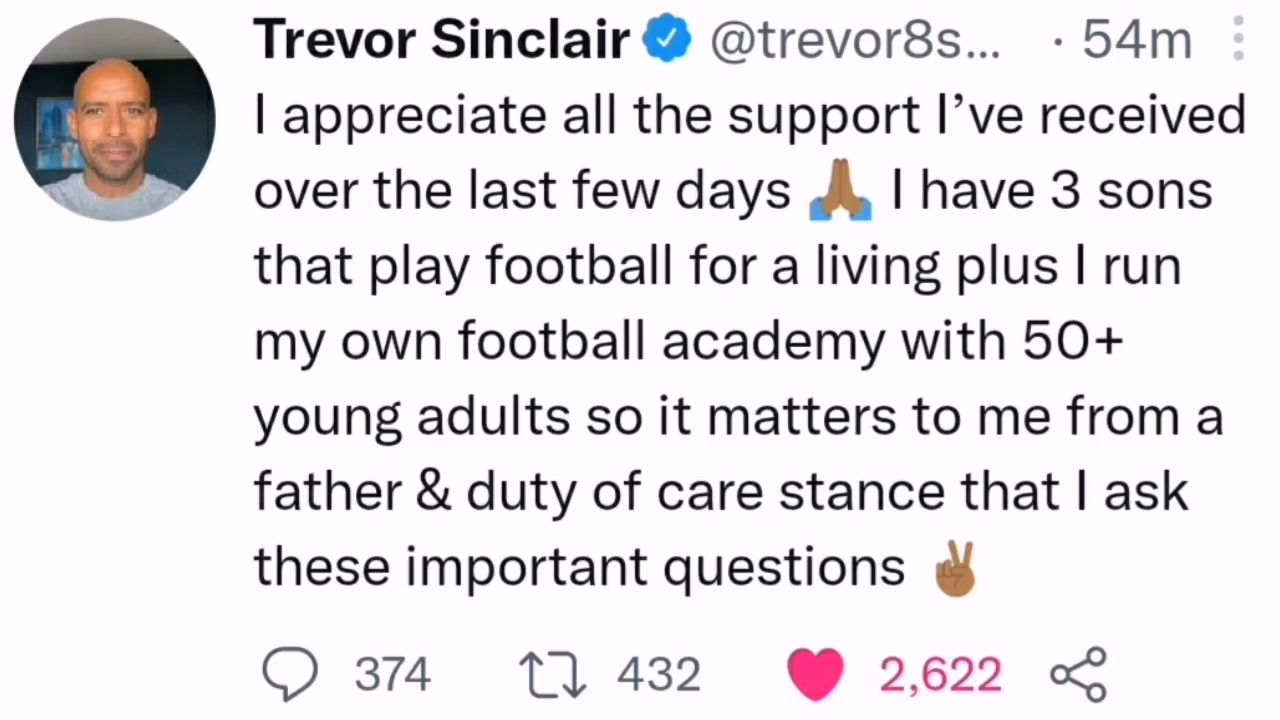 Trevor Sinclair @trevor8s... · 54m
I appreciate all the support I’ve received
over the last few days 🙏🏾 I have 3 sons
that play football for a living plus I run
my own football academy with 50+
young adults so it matters to me from a
father & duty of care stance that I ask
these important questions ✌🏾
374 432 2,622